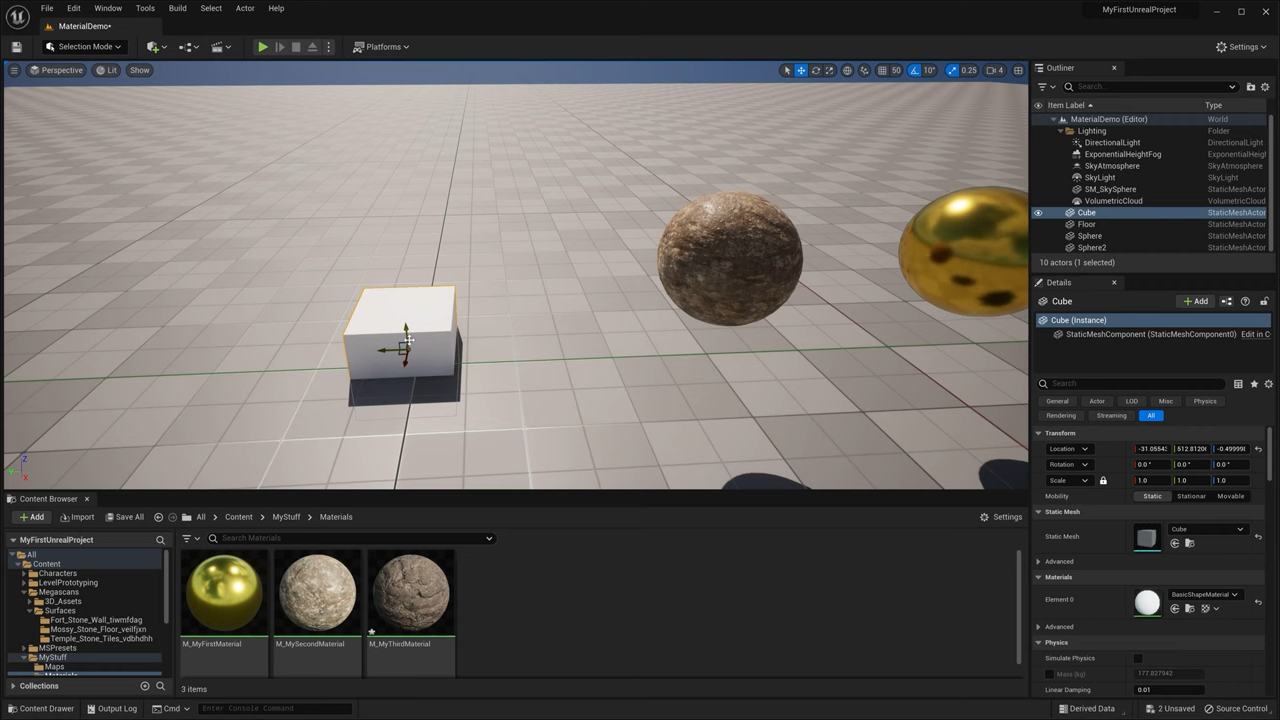 File Edit Window Tools Build Select Actor Help
MyFirstUnrealProject
MaterialDemo*
Selection Mode
Platforms
Settings
Perspective Lit Show
50 10° 0.25 4
Outliner
Search...
Item Label Type
MaterialDemo (Editor) World
Lighting Folder
DirectionalLight DirectionalLight
ExponentialHeightFog ExponentialHeigh
SkyAtmosphere SkyAtmosphere
SkyLight SkyLight
SM_SkySphere StaticMeshActor
VolumetricCloud VolumetricCloud
Cube StaticMeshActor
Floor StaticMeshActor
Sphere StaticMeshActor
Sphere2 StaticMeshActor
10 actors (1 selected)
Details
Cube Add
Cube (Instance)
StaticMeshComponent (StaticMeshComponent0) Edit in C
Search
General Actor LOD Misc Physics
Rendering Streaming All
Transform
Location 512.8120
Rotation 0.0 ° 0.0 ° 0.0 °
Scale 1.0 1.0 1.0
Mobility Static Stationar Movable
Static Mesh
Static Mesh Cube
Advanced
Materials
Element 0 BasicShapeMaterial
Advanced
Physics
Simulate Physics
Mass (kg) 177.827942
Linear Damping 0.01
Z
X
Content Browser
Add Import Save All All Content MyStuff Materials Settings
MyFirstUnrealProject
Search Materials
All
Content
Characters
LevelPrototyping
Megascans
3D_Assets
Surfaces
Fort_Stone_Wall_tiwmfdag
Mossy_Stone_Floor_veilfjxn
Temple_Stone_Tiles_vdbhdhh
MSPresets
MyStuff
Maps
Materials
M_MyFirstMaterial M_MySecondMaterial M_MyThirdMaterial
Collections
3 items
Content Drawer Output Log Cmd Enter Console Command Derived Data 2 Unsaved Source Control